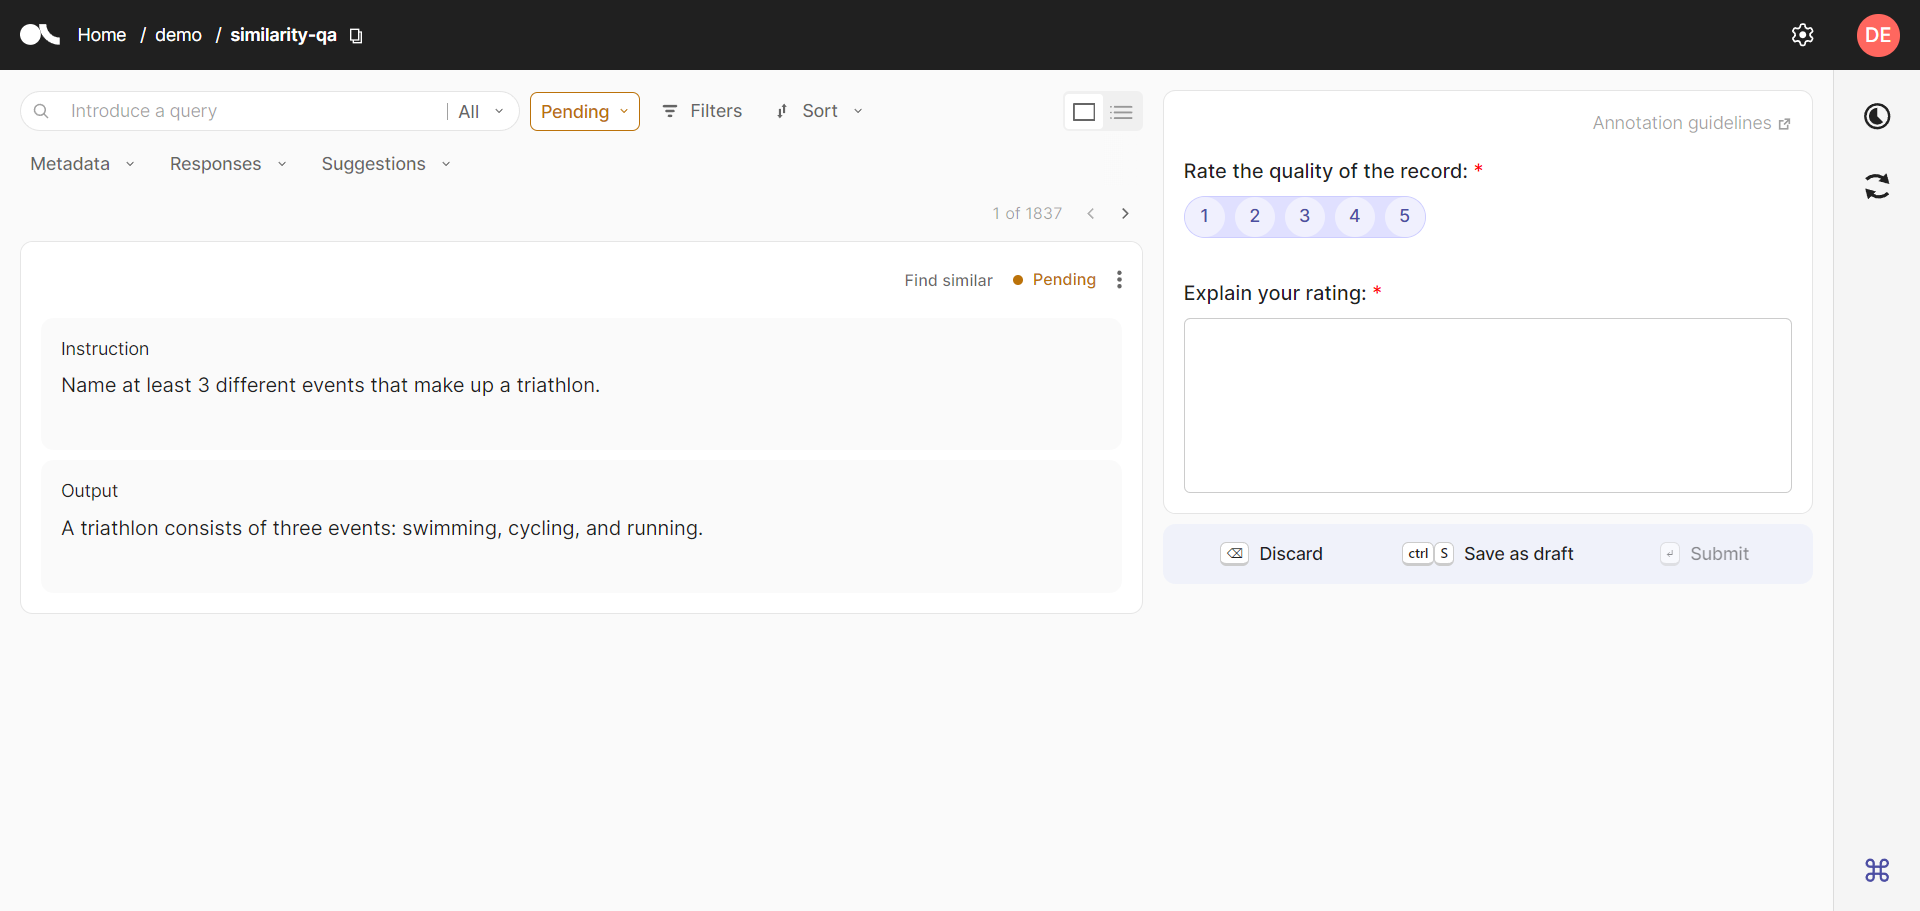 Home / demo / similarity-qa
DE
Introduce a query
All
Pending
Filters
Sort
Metadata
Responses
Suggestions
1 of 1837
Find similar
Pending
Instruction
Name at least 3 different events that make up a triathlon.
Output
A triathlon consists of three events: swimming, cycling, and running.
Annotation guidelines
Rate the quality of the record: *
1 2 3 4 5
Explain your rating: *
Discard
ctrl S Save as draft
Submit